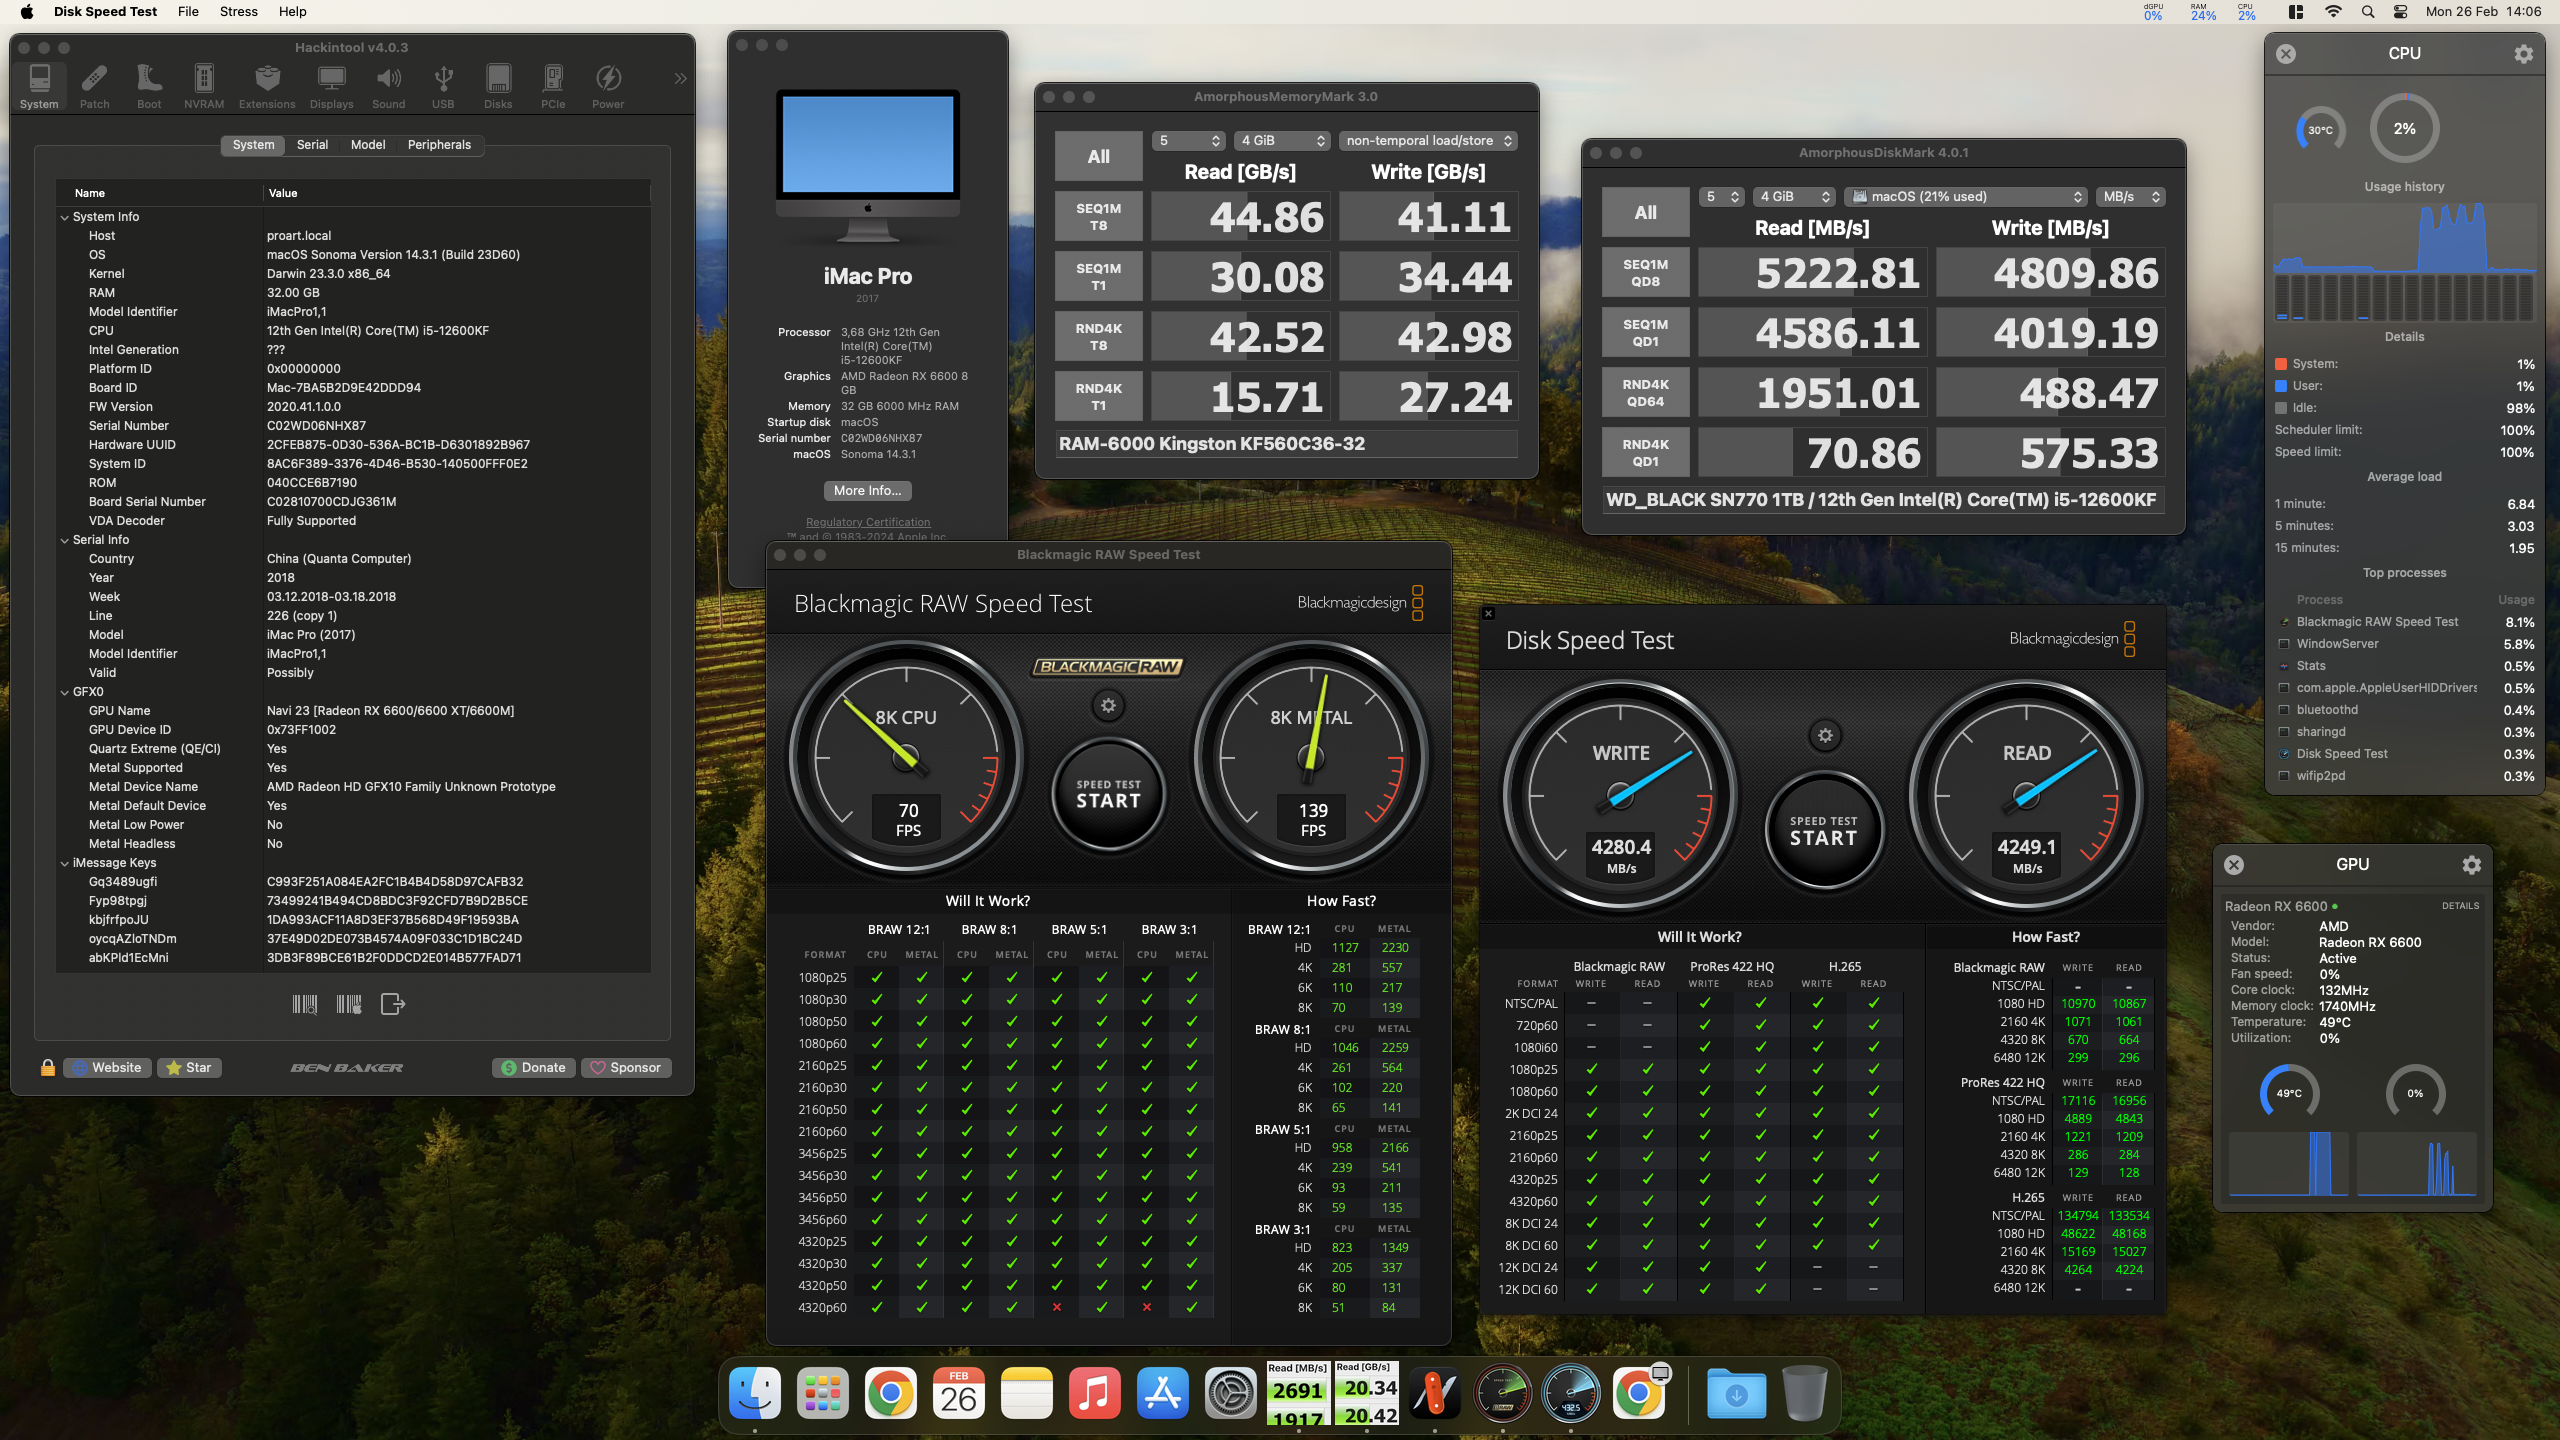 Disk Speed Test File Stress Help
dGPU 0% RAM 24% CPU 2% Mon 26 Feb 14:06
Hackintool v4.0.3
System Patch Boot NVRAM Extensions Displays Sound USB Disks PCIe Power
System Serial Model Peripherals
Name Value
System Info
Host proart.local
OS macOS Sonoma Version 14.3.1 (Build 23D60)
Kernel Darwin 23.3.0 x86_64
RAM 32.00 GB
Model Identifier iMacPro1,1
CPU 12th Gen Intel(R) Core(TM) i5-12600KF
Intel Generation ???
Platform ID 0x00000000
Board ID Mac-7BA5B2D9E42DDD94
FW Version 2020.41.1.0.0
Serial Number C02WD06NHX87
Hardware UUID 2CFEB875-0D30-536A-BC1B-D6301892B967
System ID 8AC6F389-3376-4D46-B530-140500FFF0E2
ROM 040CCE6B7190
Board Serial Number C02810700CDJG361M
VDA Decoder Fully Supported
Serial Info
Country China (Quanta Computer)
Year 2018
Week 03.12.2018-03.18.2018
Line 226 (copy 1)
Model iMac Pro (2017)
Model Identifier iMacPro1,1
Valid Possibly
GFX0
GPU Name Navi 23 [Radeon RX 6600/6600 XT/6600M]
GPU Device ID 0x73FF1002
Quartz Extreme (QE/CI) Yes
Metal Supported Yes
Metal Device Name AMD Radeon HD GFX10 Family Unknown Prototype
Metal Default Device Yes
Metal Low Power No
Metal Headless No
iMessage Keys
Gq3489ugfi C993F251A084EA2FC1B4B4D58D97CAFB32
Fyp98tpgj 73499241B494CD8BDC3F92CFD7B9D2B5CE
kbjfrfpoJU 1DA993ACF11A8D3EF37B568D49F19593BA
oycqAZloTNDm 37E49D02DE073B4574A09F033C1D1BC24D
abKPld1EcMni 3DB3F89BCE61B2F0DDCD2E014B577FAD71
Website Star BEN BAKER Donate Sponsor
iMac Pro
2017
Processor 3,68 GHz 12th Gen
Intel(R) Core(TM)
i5-12600KF
Graphics AMD Radeon RX 6600 8
GB
Memory 32 GB 6000 MHz RAM
Startup disk macOS
Serial number C02WD06NHX87
macOS Sonoma 14.3.1
More Info...
Regulatory Certification
™ and © 1983-2024 Apple Inc.
AmorphousMemoryMark 3.0
All 5 4 GiB non-temporal load/store
Read [GB/s] Write [GB/s]
SEQ1M T8 44.86 41.11
SEQ1M T1 30.08 34.44
RND4K T8 42.52 42.98
RND4K T1 15.71 27.24
RAM-6000 Kingston KF560C36-32
AmorphousDiskMark 4.0.1
All 5 4 GiB macOS (21% used) MB/s
Read [MB/s] Write [MB/s]
SEQ1M QD8 5222.81 4809.86
SEQ1M QD1 4586.11 4019.19
RND4K QD64 1951.01 488.47
RND4K QD1 70.86 575.33
WD_BLACK SN770 1TB / 12th Gen Intel(R) Core(TM) i5-12600KF
Blackmagic RAW Speed Test
Blackmagic RAW Speed Test Blackmagicdesign
BLACKMAGIC RAW
8K CPU 8K METAL
SPEED TEST
START
70 139
FPS FPS
Will It Work? How Fast?
BRAW 12:1 BRAW 8:1 BRAW 5:1 BRAW 3:1
FORMAT CPU METAL CPU METAL CPU METAL CPU METAL
1080p25 ✓ ✓ ✓ ✓ ✓ ✓ ✓ ✓
1080p30 ✓ ✓ ✓ ✓ ✓ ✓ ✓ ✓
1080p50 ✓ ✓ ✓ ✓ ✓ ✓ ✓ ✓
1080p60 ✓ ✓ ✓ ✓ ✓ ✓ ✓ ✓
2160p25 ✓ ✓ ✓ ✓ ✓ ✓ ✓ ✓
2160p30 ✓ ✓ ✓ ✓ ✓ ✓ ✓ ✓
2160p50 ✓ ✓ ✓ ✓ ✓ ✓ ✓ ✓
2160p60 ✓ ✓ ✓ ✓ ✓ ✓ ✓ ✓
3456p25 ✓ ✓ ✓ ✓ ✓ ✓ ✓ ✓
3456p30 ✓ ✓ ✓ ✓ ✓ ✓ ✓ ✓
3456p50 ✓ ✓ ✓ ✓ ✓ ✓ ✓ ✓
3456p60 ✓ ✓ ✓ ✓ ✓ ✓ ✓ ✓
4320p25 ✓ ✓ ✓ ✓ ✓ ✓ ✓ ✓
4320p30 ✓ ✓ ✓ ✓ ✓ ✓ ✓ ✓
4320p50 ✓ ✓ ✓ ✓ ✓ ✓ ✓ ✓
4320p60 ✓ ✓ ✓ ✓ × ✓ × ✓
BRAW 12:1 CPU METAL
HD 1127 2230
4K 281 557
6K 110 217
8K 70 139
BRAW 8:1 CPU METAL
HD 1046 2259
4K 261 564
6K 102 220
8K 65 141
BRAW 5:1 CPU METAL
HD 958 2166
4K 239 541
6K 93 211
8K 59 135
BRAW 3:1 CPU METAL
HD 823 1349
4K 205 337
6K 80 131
8K 51 84
Disk Speed Test Blackmagicdesign
WRITE READ
SPEED TEST
START
4280.4 4249.1
MB/s MB/s
Will It Work? How Fast?
Blackmagic RAW ProRes 422 HQ H.265
FORMAT WRITE READ WRITE READ WRITE READ
NTSC/PAL – – ✓ ✓ ✓ ✓
720p60 – – ✓ ✓ ✓ ✓
1080i60 – – ✓ ✓ ✓ ✓
1080p25 ✓ ✓ ✓ ✓ ✓ ✓
1080p60 ✓ ✓ ✓ ✓ ✓ ✓
2K DCI 24 ✓ ✓ ✓ ✓ ✓ ✓
2160p25 ✓ ✓ ✓ ✓ ✓ ✓
2160p60 ✓ ✓ ✓ ✓ ✓ ✓
4320p25 ✓ ✓ ✓ ✓ ✓ ✓
4320p60 ✓ ✓ ✓ ✓ ✓ ✓
8K DCI 24 ✓ ✓ ✓ ✓ ✓ ✓
8K DCI 60 ✓ ✓ ✓ ✓ ✓ ✓
12K DCI 24 ✓ ✓ ✓ ✓ – –
12K DCI 60 ✓ ✓ ✓ ✓ – –
Blackmagic RAW WRITE READ
NTSC/PAL - -
1080 HD 10970 10867
2160 4K 1071 1061
4320 8K 670 664
6480 12K 299 296
ProRes 422 HQ WRITE READ
NTSC/PAL 17116 16956
1080 HD 4889 4843
2160 4K 1221 1209
4320 8K 286 284
6480 12K 129 128
H.265 WRITE READ
NTSC/PAL 134794 133534
1080 HD 48622 48168
2160 4K 15169 15027
4320 8K 4264 4224
6480 12K - -
CPU
30°C 2%
Usage history
Details
System: 1%
User: 1%
Idle: 98%
Scheduler limit: 100%
Speed limit: 100%
Average load
1 minute: 6.84
5 minutes: 3.03
15 minutes: 1.95
Top processes
Process Usage
Blackmagic RAW Speed Test 8.1%
WindowServer 5.8%
Stats 0.5%
com.apple.AppleUserHIDDrivers 0.5%
bluetoothd 0.4%
sharingd 0.3%
Disk Speed Test 0.3%
wifip2pd 0.3%
GPU
Radeon RX 6600 DETAILS
Vendor: AMD
Model: Radeon RX 6600
Status: Active
Fan speed: 0%
Core clock: 132MHz
Memory clock: 1740MHz
Temperature: 49°C
Utilization: 0%
49°C 0%
FEB
26
Read [MB/s]
2691
1917
Read [GB/s]
20.34
20.42
432.5